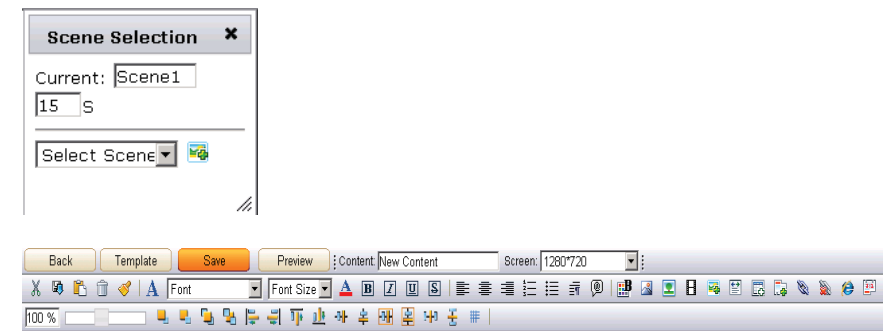 Scene Selection
Current: Scene1
15 S
Select Scene
Back Template Save Preview Content: New Content Screen: 1280*720
Font Font Size A B I U S
100 %